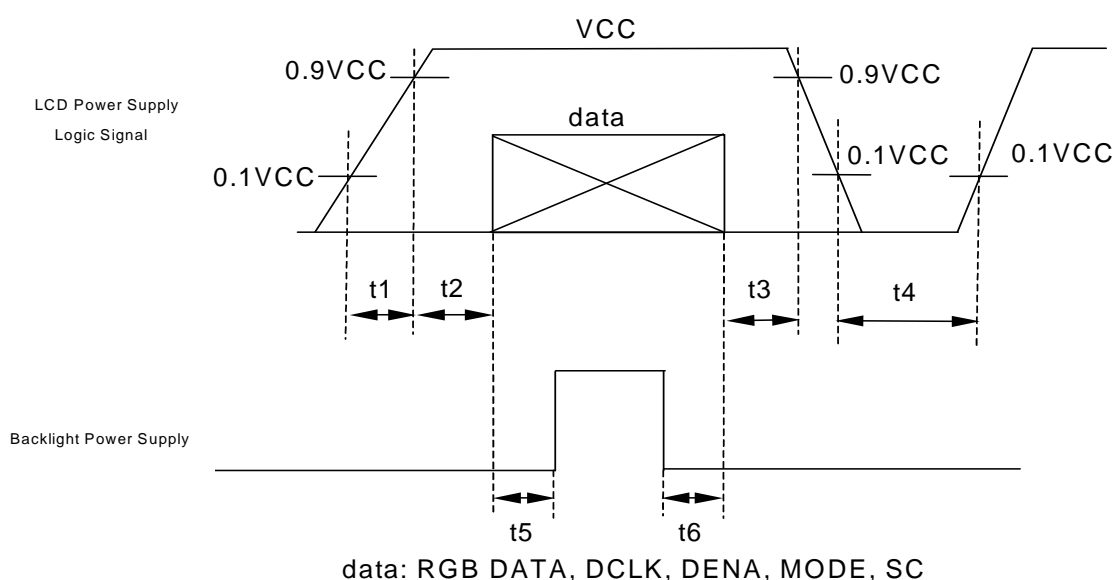 VCC
0.9VCC
0.9VCC
LCD Power Supply
Logic Signal
data
0.1VCC
0.1VCC
0.1VCC
t1
t2
t3
t4
Backlight Power Supply
t5
t6
data: RGB DATA, DCLK, DENA, MODE, SC